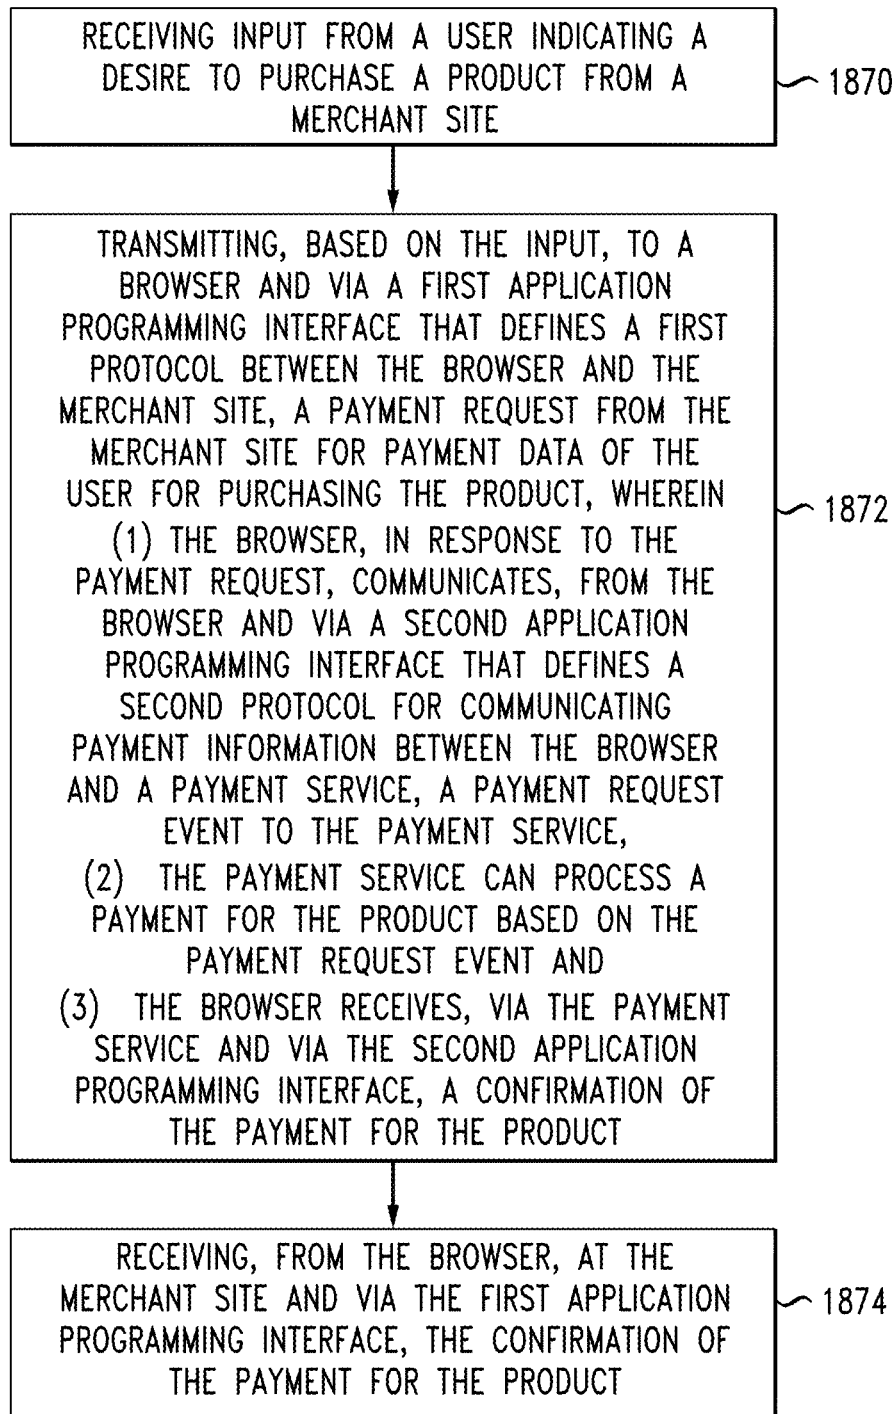 RECEIVING INPUT FROM A USER INDICATING A
DESIRE TO PURCHASE A PRODUCT FROM A
MERCHANT SITE
1870
TRANSMITTING, BASED ON THE INPUT, TO A
BROWSER AND VIA A FIRST APPLICATION
PROGRAMMING INTERFACE THAT DEFINES A FIRST
PROTOCOL BETWEEN THE BROWSER AND THE
MERCHANT SITE, A PAYMENT REQUEST FROM THE
MERCHANT SITE FOR PAYMENT DATA OF THE
USER FOR PURCHASING THE PRODUCT, WHEREIN
(1) THE BROWSER, IN RESPONSE TO THE
PAYMENT REQUEST, COMMUNICATES, FROM THE
BROWSER AND VIA A SECOND APPLICATION
PROGRAMMING INTERFACE THAT DEFINES A
SECOND PROTOCOL FOR COMMUNICATING
PAYMENT INFORMATION BETWEEN THE BROWSER
AND A PAYMENT SERVICE, A PAYMENT REQUEST
EVENT TO THE PAYMENT SERVICE,
(2) THE PAYMENT SERVICE CAN PROCESS A
PAYMENT FOR THE PRODUCT BASED ON THE
PAYMENT REQUEST EVENT AND
(3) THE BROWSER RECEIVES, VIA THE PAYMENT
SERVICE AND VIA THE SECOND APPLICATION
PROGRAMMING INTERFACE, A CONFIRMATION OF
THE PAYMENT FOR THE PRODUCT
1872
RECEIVING, FROM THE BROWSER, AT THE
MERCHANT SITE AND VIA THE FIRST APPLICATION
PROGRAMMING INTERFACE, THE CONFIRMATION OF
THE PAYMENT FOR THE PRODUCT
1874